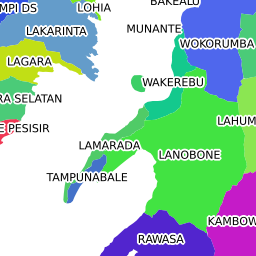 MPI DS
LOHIA
BAKEALU
LAKARINTA
MUNANTE
WOKORUMBA
LAGARA
WAKEREBU
RA SELATAN
LAHUM
E PESISIR
LAMARADA
LANOBONE
TAMPUNABALE
KAMBOW
RAWASA